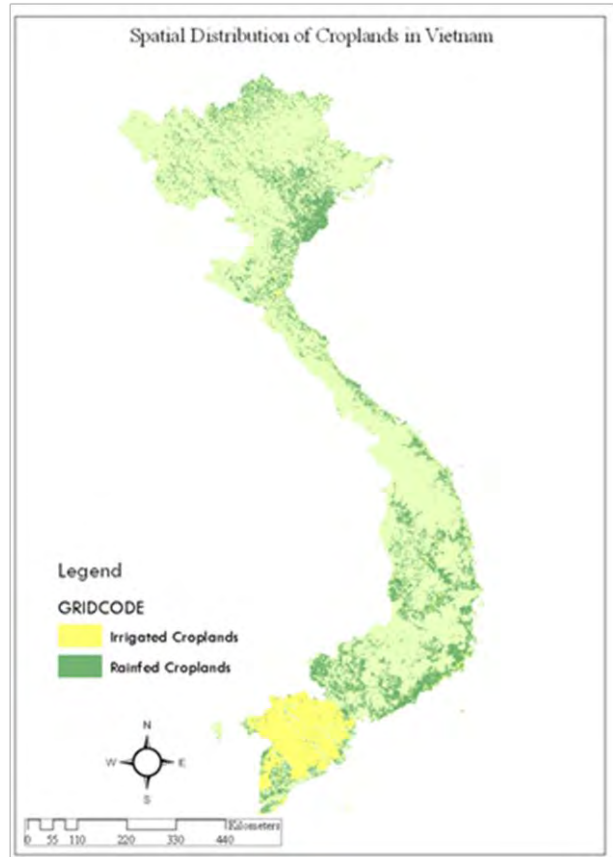 Spatial Distribution of Croplands in Vietnam
Legend
GRIDCODE
Irrigated Croplands
Rainfed Croplands
N
W E
S
Kilometers
0 55 110 220 330 440